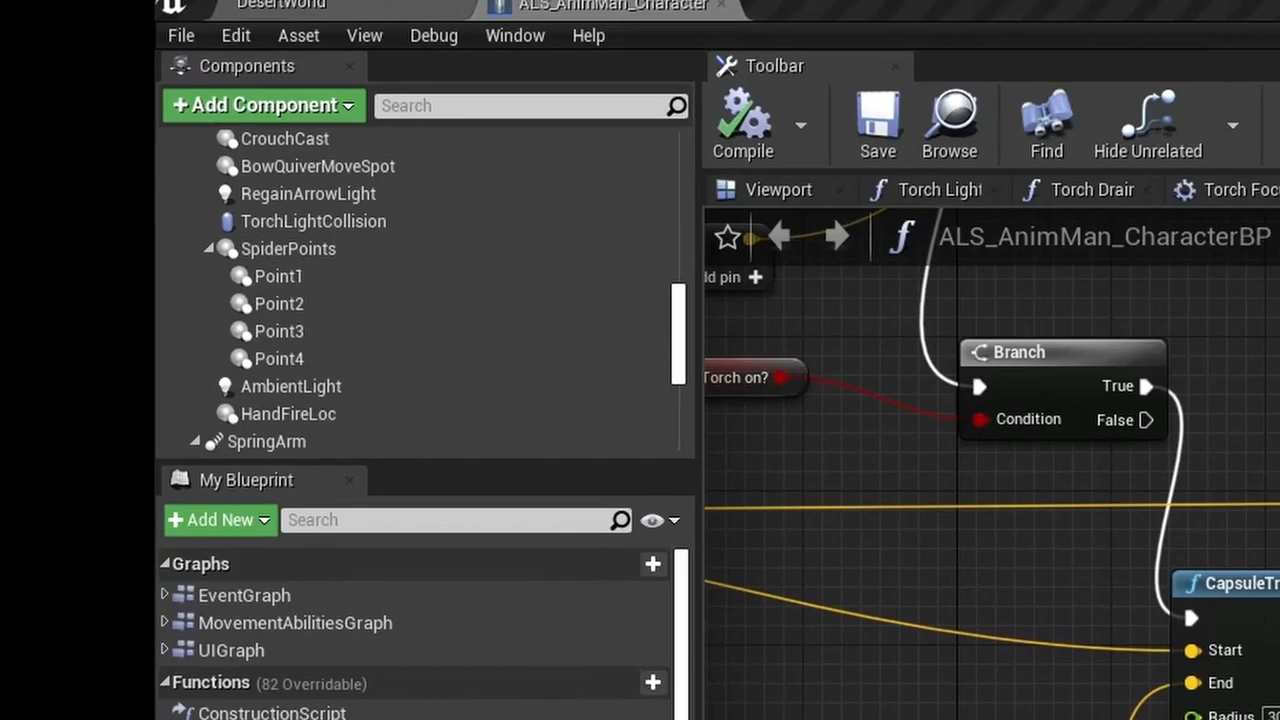 DesertWorld
ALS_AnimMan_Character
File Edit Asset View Debug Window Help
Components
Toolbar
+ Add Component
Search
CrouchCast
BowQuiverMoveSpot
RegainArrowLight
TorchLightCollision
SpiderPoints
Point1
Point2
Point3
Point4
AmbientLight
HandFireLoc
SpringArm
Compile
Save
Browse
Find
Hide Unrelated
Viewport
Torch Light
Torch Drair
Torch Foc
ALS_AnimMan_CharacterBP
dd pin +
Torch on?
Branch
True
Condition
False
CapsuleTr
Start
End
Radius
My Blueprint
+ Add New
Search
Graphs
EventGraph
MovementAbilitiesGraph
UIGraph
Functions (82 Overridable)
ConstructionScript